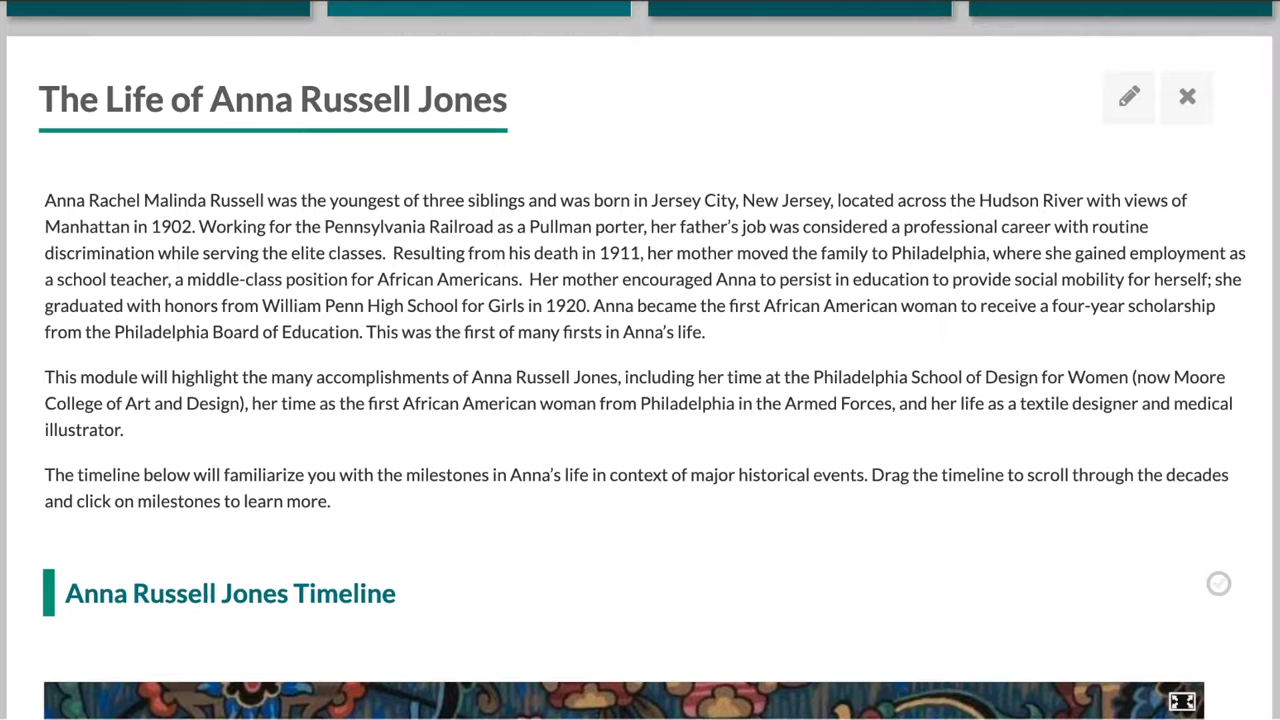 The Life of Anna Russell Jones
Anna Rachel Malinda Russell was the youngest of three siblings and was born in Jersey City, New Jersey, located across the Hudson River with views of
Manhattan in 1902. Working for the Pennsylvania Railroad as a Pullman porter, her father’s job was considered a professional career with routine
discrimination while serving the elite classes.  Resulting from his death in 1911, her mother moved the family to Philadelphia, where she gained employment as
a school teacher, a middle-class position for African Americans.  Her mother encouraged Anna to persist in education to provide social mobility for herself; she
graduated with honors from William Penn High School for Girls in 1920. Anna became the first African American woman to receive a four-year scholarship
from the Philadelphia Board of Education. This was the first of many firsts in Anna’s life.
This module will highlight the many accomplishments of Anna Russell Jones, including her time at the Philadelphia School of Design for Women (now Moore
College of Art and Design), her time as the first African American woman from Philadelphia in the Armed Forces, and her life as a textile designer and medical
illustrator.
The timeline below will familiarize you with the milestones in Anna’s life in context of major historical events. Drag the timeline to scroll through the decades
and click on milestones to learn more.
Anna Russell Jones Timeline